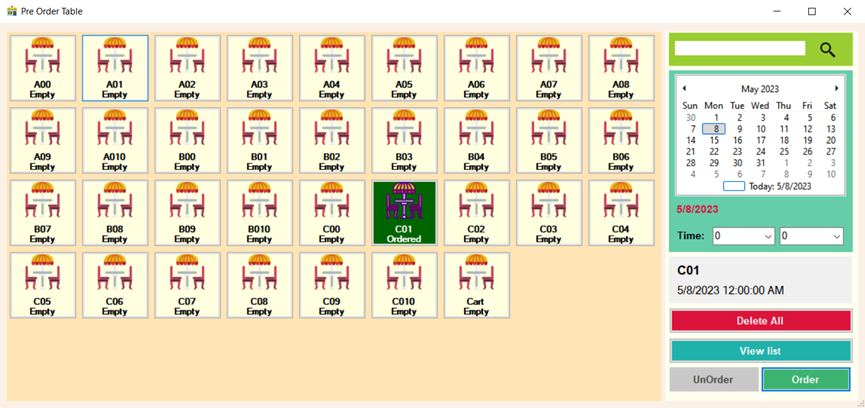 Pre Order Table
A00 A01 A02 A03 A04 A05 A06 A07 A08
Empty Empty Empty Empty Empty Empty Empty Empty Empty
A09 A010 B00 B01 B02 B03 B04 B05 B06
Empty Empty Empty Empty Empty Empty Empty Empty Empty
B07 B08 B09 B010 C00 C01 C02 C03 C04
Empty Empty Empty Empty Empty Ordered Empty Empty Empty
C05 C06 C07 C08 C09 C010 Cart
Empty Empty Empty Empty Empty Empty Empty
May 2023
Sun Mon Tue Wed Thu Fri Sat
30 1 2 3 4 5 6
7 8 9 10 11 12 13
14 15 16 17 18 19 20
21 22 23 24 25 26 27
28 29 30 31 1 2 3
4 5 6 7 8 9 10
Today: 5/8/2023
5/8/2023
Time: 0 0
C01
5/8/2023 12:00:00 AM
Delete All
View list
UnOrder Order